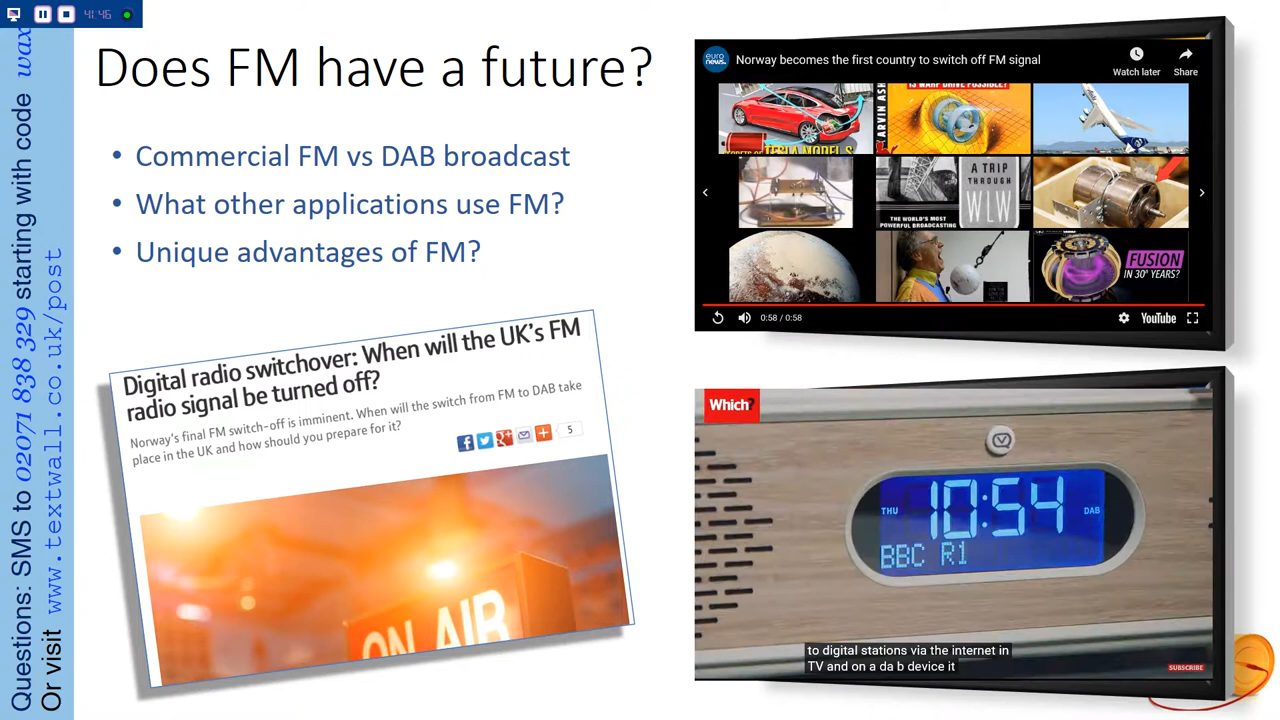 41:46
Questions: SMS to 02071 838 329 starting with code wax
Or visit www.textwall.co.uk/post
Does FM have a future?
• Commercial FM vs DAB broadcast
• What other applications use FM?
• Unique advantages of FM?
Digital radio switchover: When will the UK's FM
radio signal be turned off?
Norway's final FM switch-off is imminent. When will the switch from FM to DAB take
place in the UK and how should you prepare for it?
5
ON AIR
euro
news.
Norway becomes the first country to switch off FM signal
Watch later
Share
IS WARP DRIVE POSSIBLE?
SECRETS OF
TESLA MODEL S
A TRIP
THROUGH
WLW
THE WORLD'S MOST
POWERFUL BROADCASTING
FUSION
IN 30 YEARS?
0:58 / 0:58
YouTube
Which?
THU
10:54
DAB
BBC R1
to digital stations via the internet in
TV and on a da b device it
SUBSCRIBE